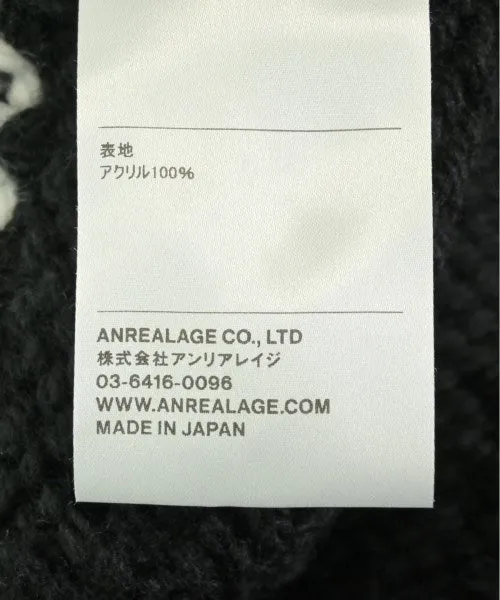 表地
アクリル100%
ANREALAGE CO., LTD
株式会社アンリアレイジ
03-6416-0096
WWW.ANREALAGE.COM
MADE IN JAPAN